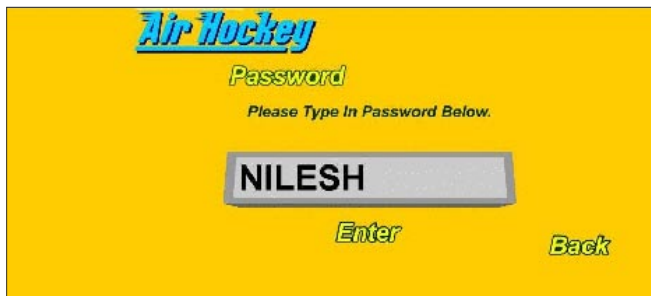 Air Hockey
Password
Please Type In Password Below.
NILESH
Enter
Back